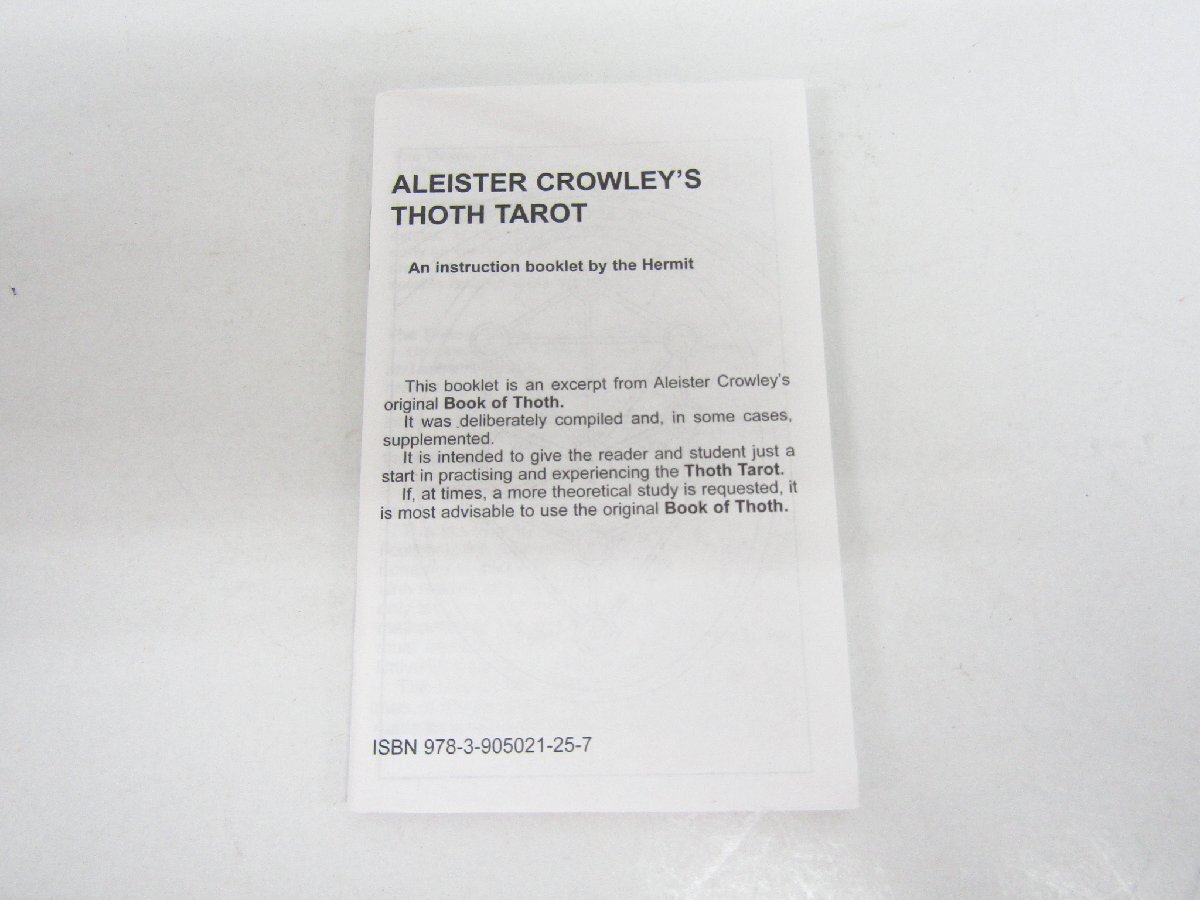 ALEISTER CROWLEY'S
THOTH TAROT
An instruction booklet by the Hermit
This booklet is an excerpt from Aleister Crowley's
original Book of Thoth.
It was deliberately compiled and, in some cases,
supplemented.
It is intended to give the reader and student just a
start in practising and experiencing the Thoth Tarot.
If, at times, a more theoretical study is requested, it
is most advisable to use the original Book of Thoth.
ISBN 978-3-905021-25-7